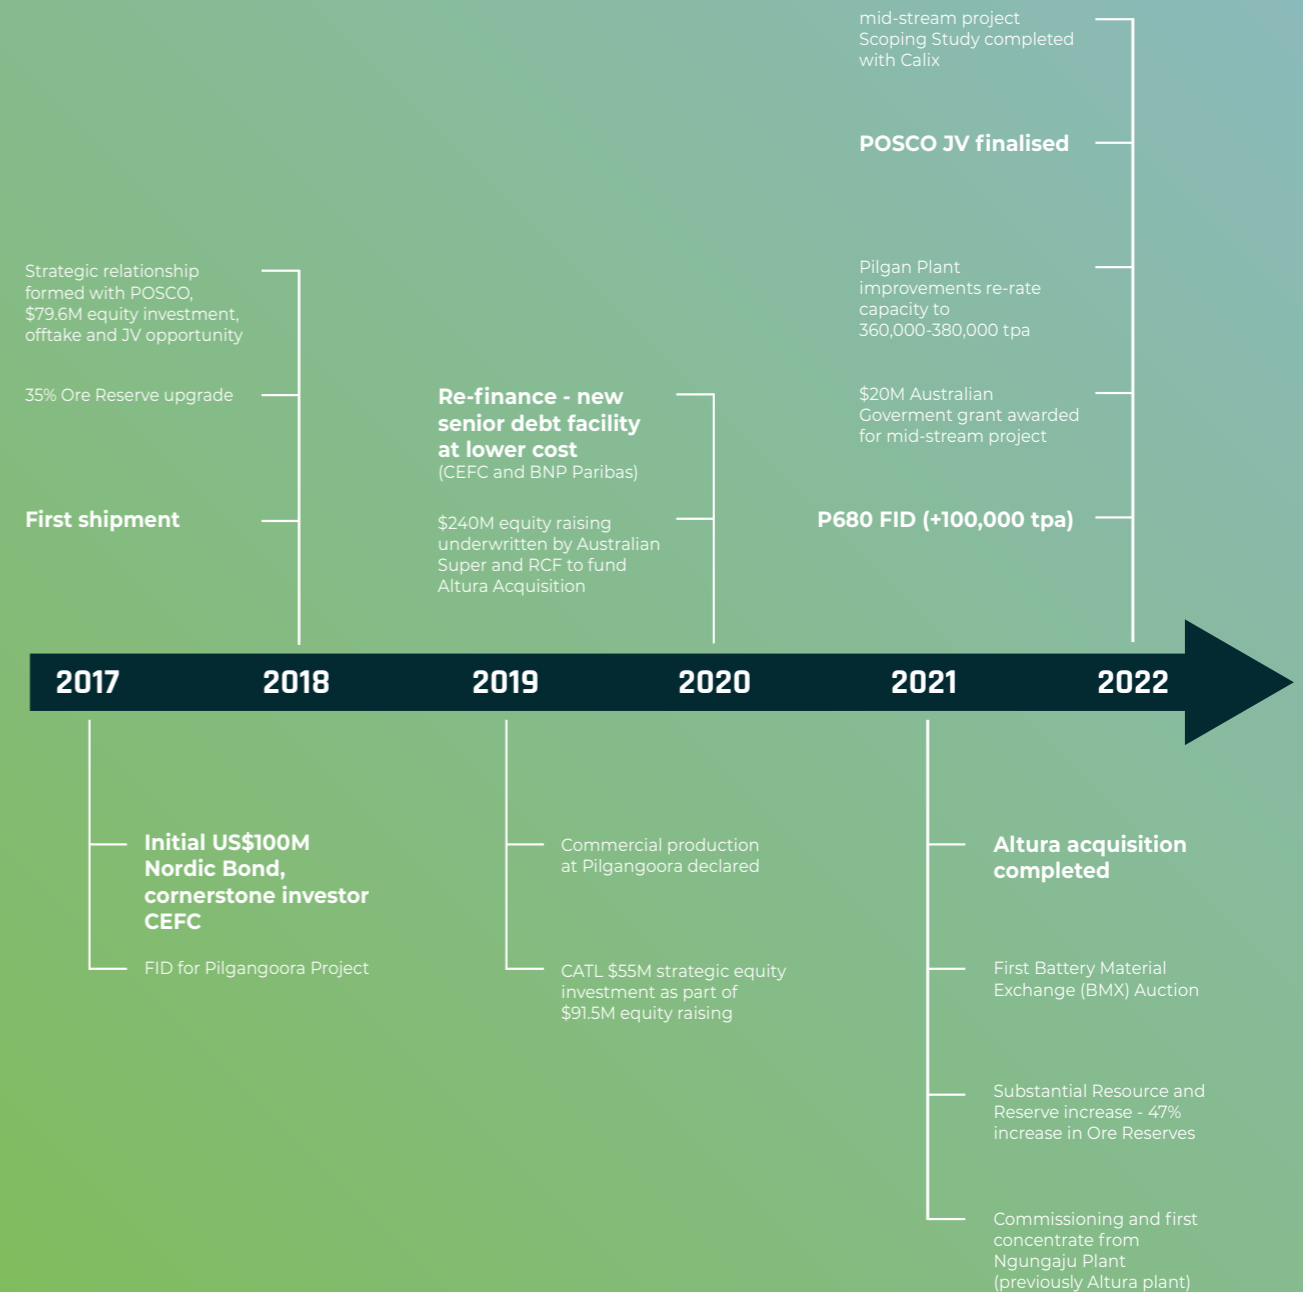 mid-stream project
Scoping Study completed
with Calix
POSCO JV finalised
Pilgan Plant
improvements re-rate
capacity to
360,000-380,000 tpa
$20M Australian
Goverment grant awarded
for mid-stream project
P680 FID (+100,000 tpa)
Strategic relationship
formed with POSCO,
$79.6M equity investment,
offtake and JV opportunity
35% Ore Reserve upgrade
First shipment
Re-finance - new
senior debt facility
at lower cost
(CEFC and BNP Paribas)
$240M equity raising
underwritten by Australian
Super and RCF to fund
Altura Acquisition
2017
2018
2019
2020
2021
2022
Initial US$100M
Nordic Bond,
cornerstone investor
CEFC
FID for Pilgangoora Project
Commercial production
at Pilgangoora declared
CATL $55M strategic equity
investment as part of
$91.5M equity raising
Altura acquisition
completed
First Battery Material
Exchange (BMX) Auction
Substantial Resource and
Reserve increase - 47%
increase in Ore Reserves
Commissioning and first
concentrate from
Ngungaju Plant
(previously Altura plant)